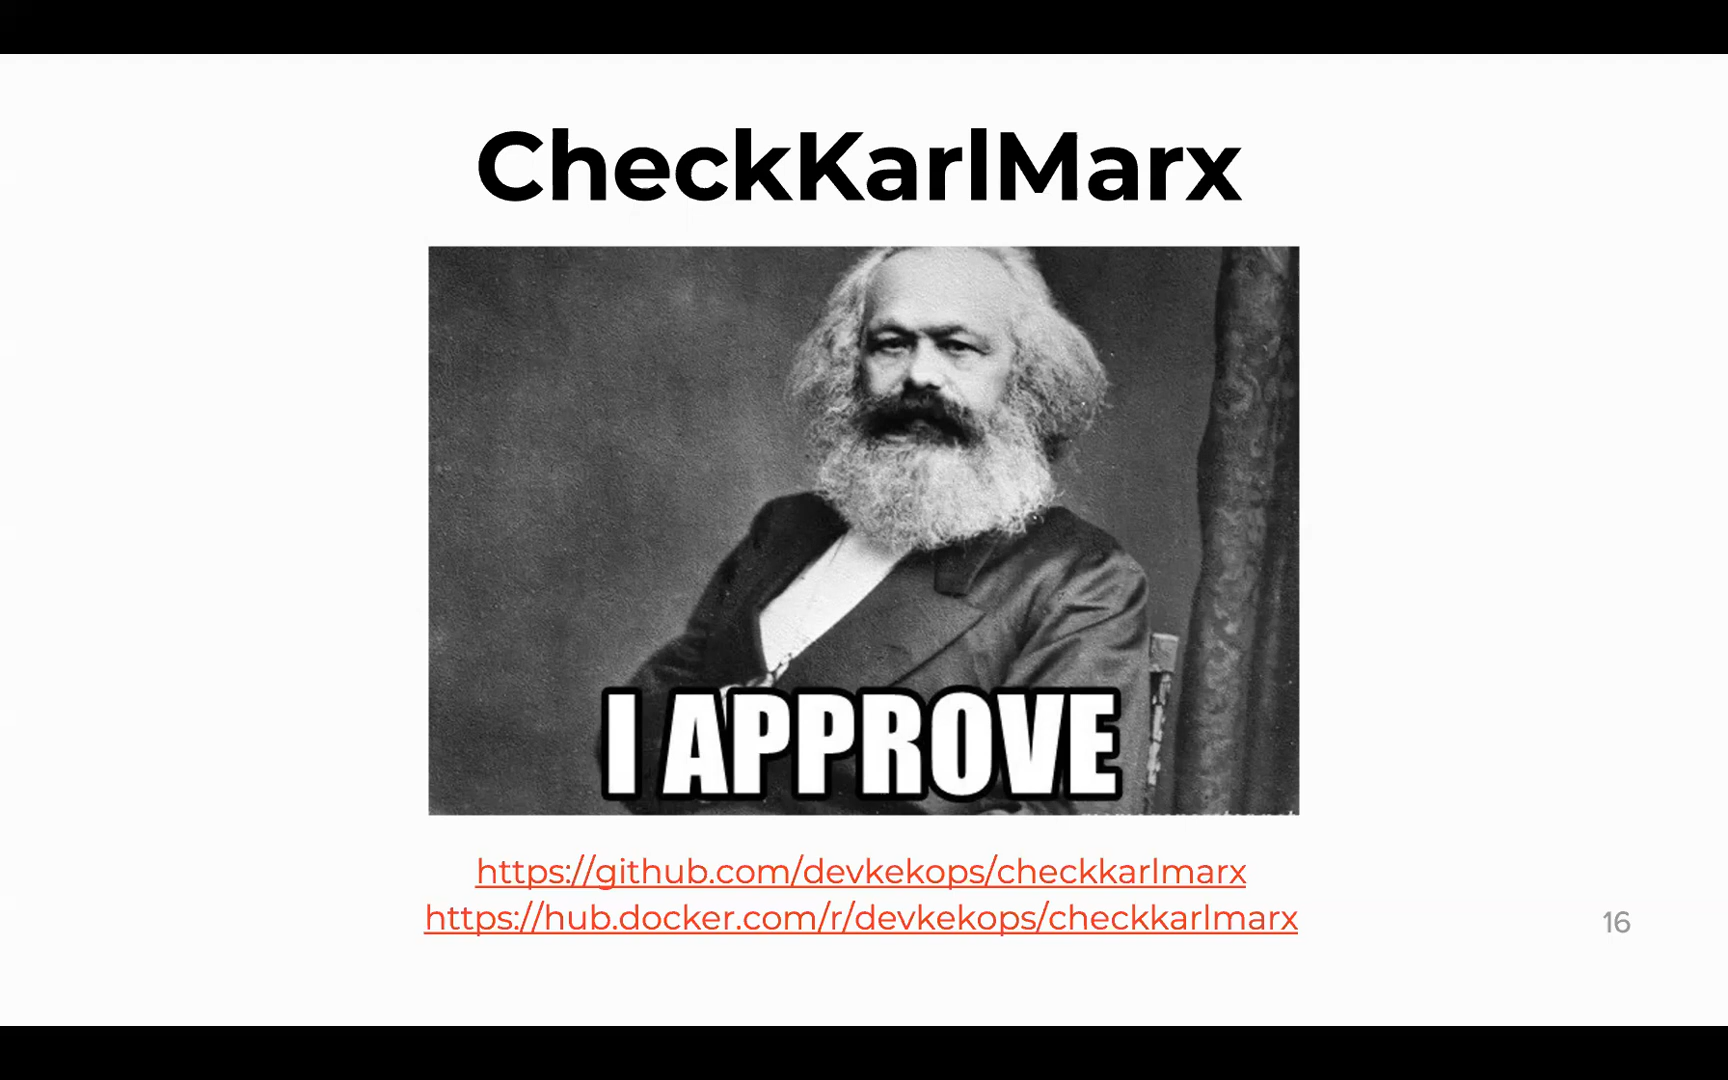 CheckKarlMarx
I APPROVE
https://github.com/devkekops/checkkarlmarx
https://hub.docker.com/r/devkekops/checkkarlmarx
16